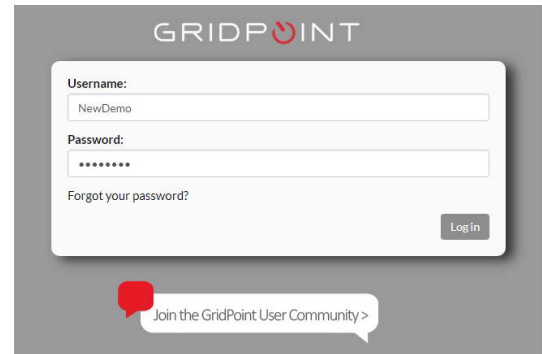 GRIDPOINT
Username:
NewDemo
Password:
••••••••
Forgot your password?
Log in
Join the GridPoint User Community >